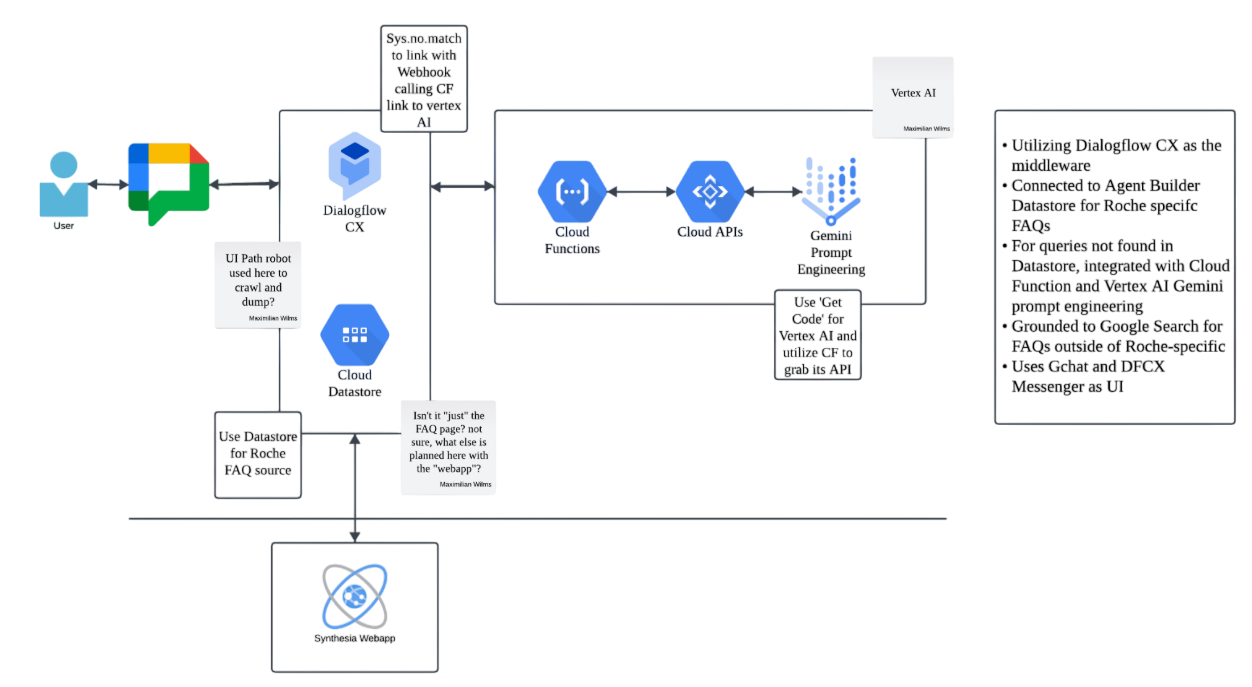 Sys.no.match
to link with
Webhook
calling CF
link to vertex
AI
Vertex AI
Maximilian Wilms
User
Dialogflow
CX
Cloud
Functions
Cloud APIs
Gemini
Prompt
Engineering
UI Path robot
used here to
crawl and
dump?
Maximilian Wilms
Cloud
Datastore
Use 'Get
Code' for
Vertex AI and
utilize CF to
grab its API
Use Datastore
for Roche
FAQ source
Isn't it "just" the
FAQ page? not
sure, what else is
planned here with
the "webapp"?
Maximilian Wilms
Synthesia Webapp
• Utilizing Dialogflow CX as the
middleware
• Connected to Agent Builder
Datastore for Roche specifc
FAQs
• For queries not found in
Datastore, integrated with Cloud
Function and Vertex AI Gemini
prompt engineering
• Grounded to Google Search for
FAQs outside of Roche-specific
• Uses Gchat and DFCX
Messenger as UI